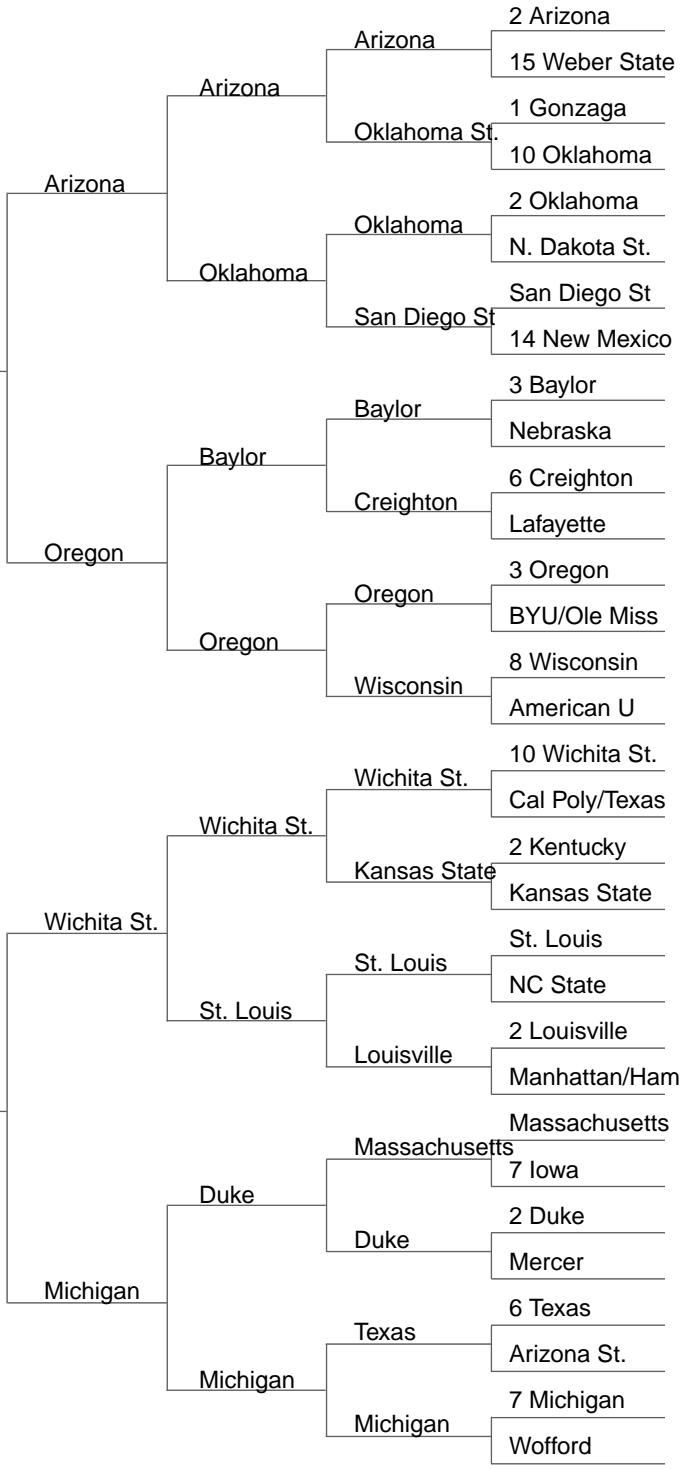 2 Arizona
Arizona
15 Weber State
Arizona
1 Gonzaga
Oklahoma St.
10 Oklahoma
Arizona
2 Oklahoma
Oklahoma
N. Dakota St.
Oklahoma
San Diego St
San Diego St
14 New Mexico
3 Baylor
Baylor
Nebraska
Baylor
6 Creighton
Creighton
Lafayette
Oregon
3 Oregon
Oregon
BYU/Ole Miss
Oregon
8 Wisconsin
Wisconsin
American U
10 Wichita St.
Wichita St.
Cal Poly/Texas
Wichita St.
2 Kentucky
Kansas State
Kansas State
Wichita St.
St. Louis
St. Louis
NC State
St. Louis
2 Louisville
Louisville
Manhattan/Ham
Massachusetts
Massachusetts
7 Iowa
Duke
2 Duke
Duke
Mercer
Michigan
6 Texas
Texas
Arizona St.
Michigan
7 Michigan
Michigan
Wofford